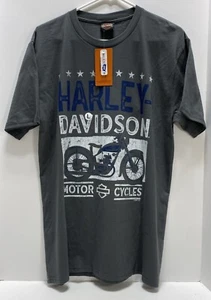 HARLEY-
DAVIDSON
L
MOTOR CYCLES